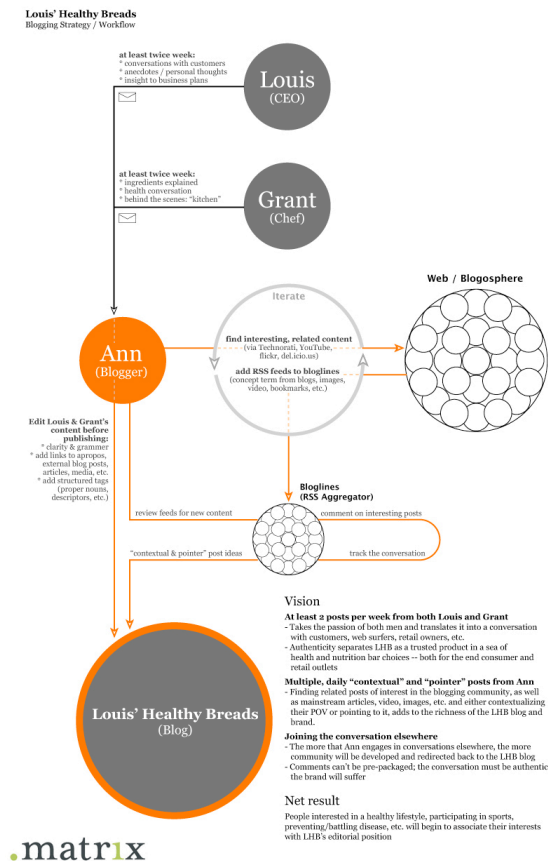 Louis' Healthy Breads
Blogging Strategy / Workflow
at least twice week:
* conversations with customers
* anecdotes / personal thoughts
* insight to business plans
Louis
(CEO)
at least twice week:
* ingredients explained
* health conversation
* behind the scenes: “kitchen”
Grant
(Chef)
Web / Blogosphere
Iterate
find interesting, related content
(via Technorati, YouTube,
flickr, del.icio.us)
add RSS feeds to bloglines
(concept term from blogs, images,
video, bookmarks, etc.)
Ann
(Blogger)
Edit Louis & Grant's
content before
publishing:
* clarity & grammer
* add links to apropos,
external blog posts,
articles, media, etc.
* add structured tags
(proper nouns,
descriptors, etc.)
Bloglines
(RSS Aggregator)
review feeds for new content
comment on interesting posts
“contextual & pointer” post ideas
track the conversation
Louis' Healthy Breads
(Blog)
Vision
At least 2 posts per week from both Louis and Grant
- Takes the passion of both men and translates it into a conversation
with customers, web surfers, retail owners, etc.
- Authenticity separates LHB as a trusted product in a sea of
health and nutrition bar choices -- both for the end consumer and
retail outlets
Multiple, daily “contextual” and “pointer” posts from Ann
- Finding related posts of interest in the blogging community, as well
as mainstream articles, video, images, etc. and either contextualizing
their POV or pointing to it, adds to the richness of the LHB blog and
brand.
Joining the conversation elsewhere
- The more that Ann engages in conversations elsewhere, the more
community will be developed and redirected back to the LHB blog
- Comments can't be pre-packaged; the conversation must be authentic
the brand will suffer
Net result
People interested in a healthy lifestyle, participating in sports,
preventing/battling disease, etc. will begin to associate their interests
with LHB's editorial position
.matrix